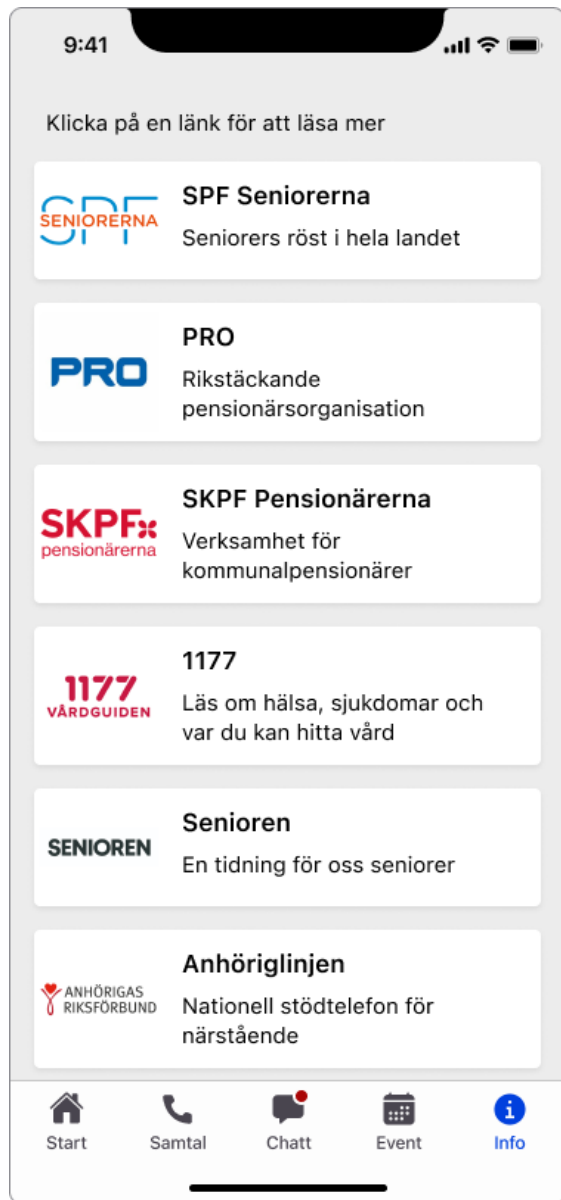 9:41
Klicka på en länk för att läsa mer
SPF
SENIORERNA
SPF Seniorerna
Seniorers röst i hela landet
PRO
PRO
Rikstäckande
pensionärsorganisation
SKPF
pensionärerna
SKPF Pensionärerna
Verksamhet för
kommunalpensionärer
1177
VÅRDGUIDEN
1177
Läs om hälsa, sjukdomar och
var du kan hitta vård
SENIOREN
Senioren
En tidning för oss seniorer
ANHÖRIGAS
RIKSFÖRBUND
Anhöriglinjen
Nationell stödtelefon för
närstående
Start Samtal Chatt Event Info